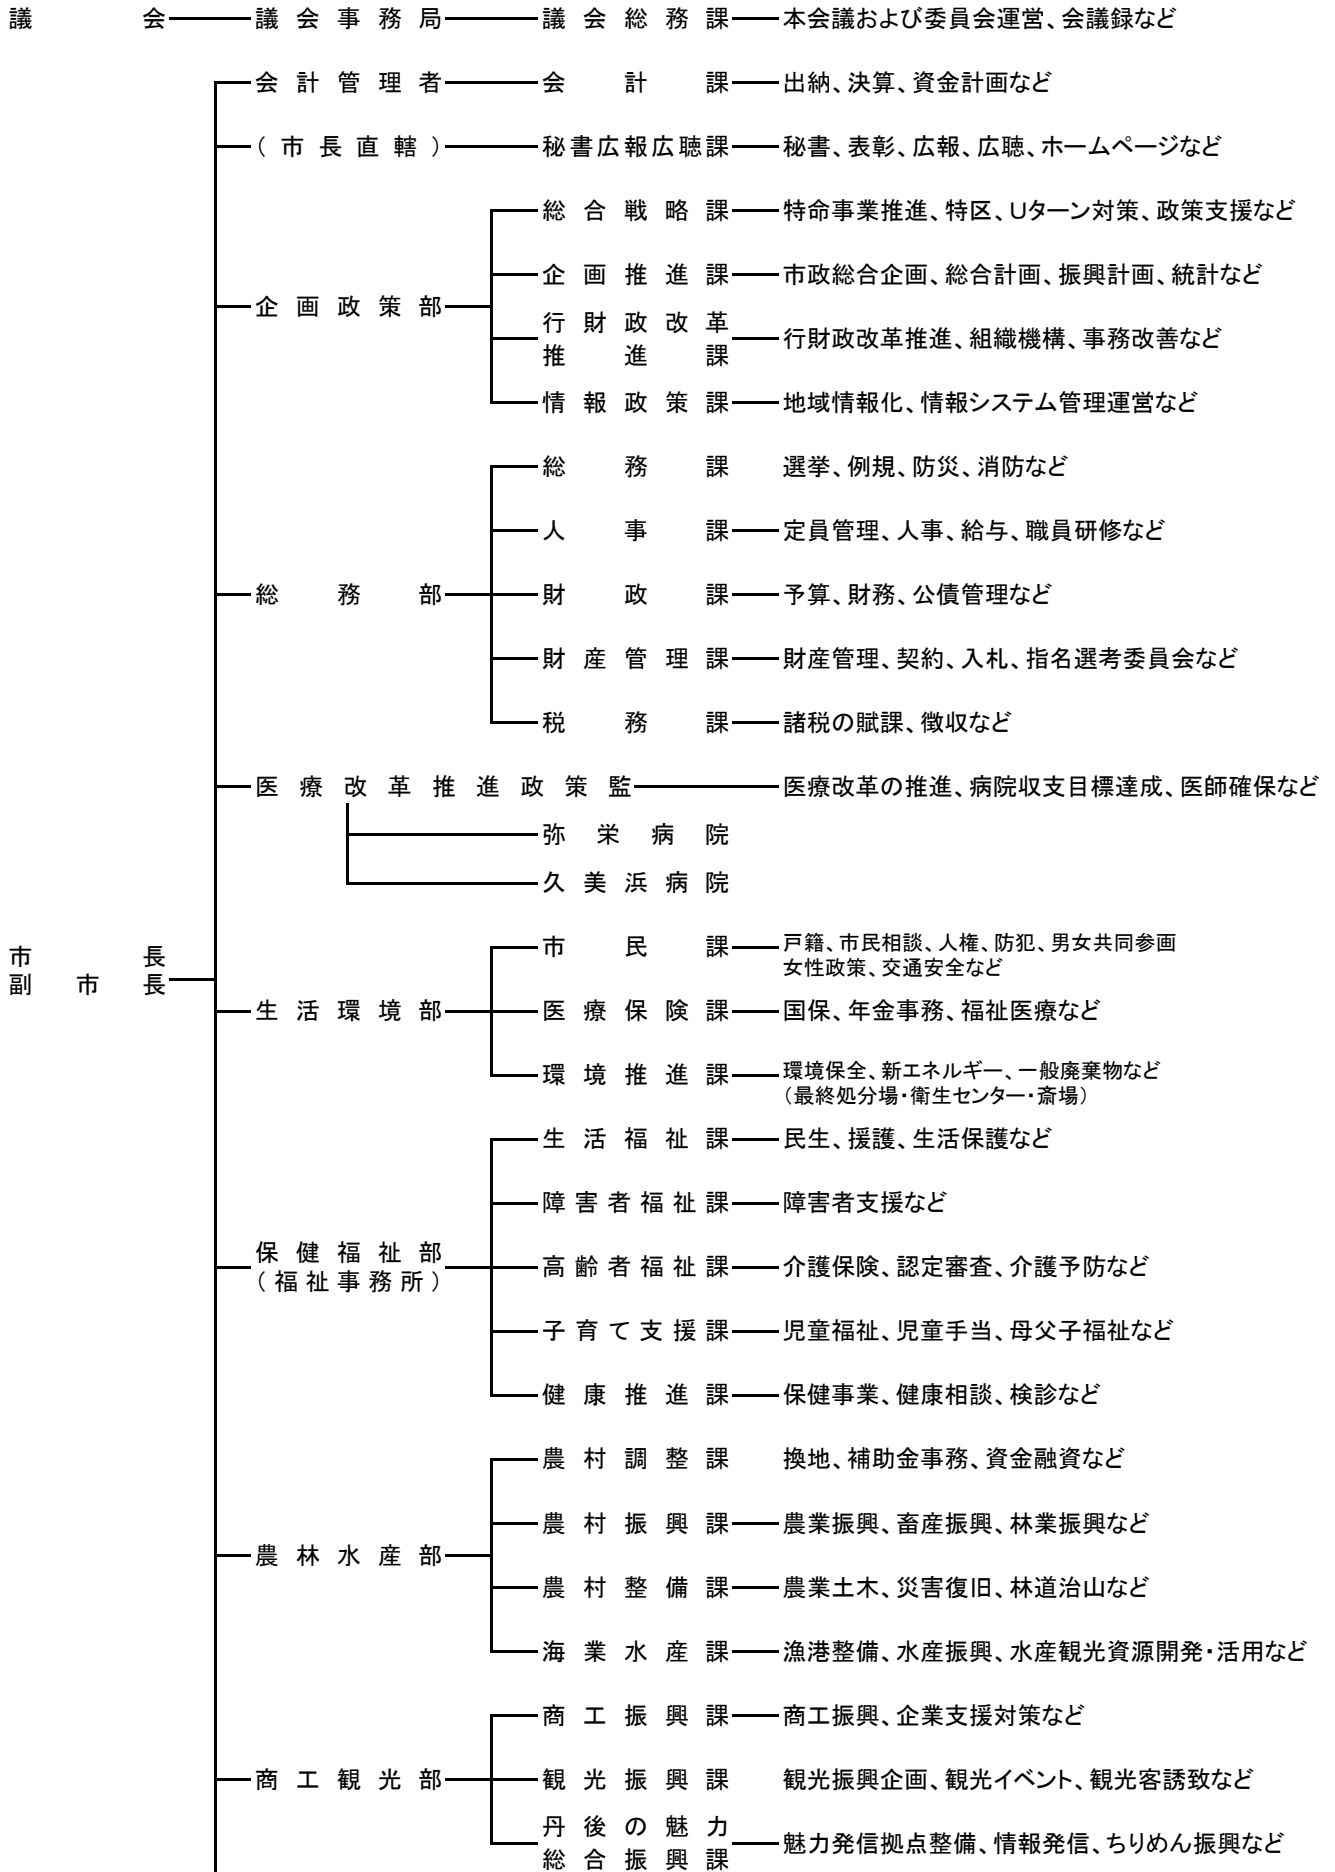 議会 議会事務局 議会総務課 本会議および委員会運営、会議録など
会計管理者 会計課 出納、決算、資金計画など
(市長直轄) 秘書広報広聴課 秘書、表彰、広報、広聴、ホームページなど
総合戦略課 特命事業推進、特区、Uターン対策、政策支援など
企画推進課 市政総合企画、総合計画、振興計画、統計など
企画政策部
行財政改革
推進課 行財政改革推進、組織機構、事務改善など
情報政策課 地域情報化、情報システム管理運営など
総務課 選挙、例規、防災、消防など
人事課 定員管理、人事、給与、職員研修など
総務部 財政課 予算、財務、公債管理など
財産管理課 財産管理、契約、入札、指名選考委員会など
税務課 諸税の賦課、徴収など
医療改革推進政策監 医療改革の推進、病院収支目標達成、医師確保など
弥栄病院
久美浜病院
市長
副市長
市民課 戸籍、市民相談、人権、防犯、男女共同参画
女性政策、交通安全など
生活環境部 医療保険課 国保、年金事務、福祉医療など
環境推進課 環境保全、新エネルギー、一般廃棄物など
(最終処分場・衛生センター・斎場)
生活福祉課 民生、援護、生活保護など
障害者福祉課 障害者支援など
保健福祉部
(福祉事務所) 高齢者福祉課 介護保険、認定審査、介護予防など
子育て支援課 児童福祉、児童手当、母父子福祉など
健康推進課 保健事業、健康相談、検診など
農村調整課 換地、補助金事務、資金融資など
農村振興課 農業振興、畜産振興、林業振興など
農林水産部
農村整備課 農業土木、災害復旧、林道治山など
海業水産課 漁港整備、水産振興、水産観光資源開発・活用など
商工振興課 商工振興、企業支援対策など
商工観光部 観光振興課 観光振興企画、観光イベント、観光客誘致など
丹後の魅力
総合振興課 魅力発信拠点整備、情報発信、ちりめん振興など